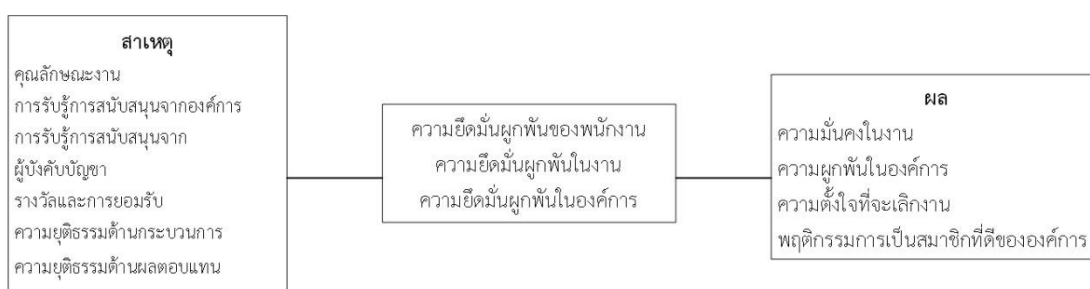 สาเหตุ
คุณลักษณะงาน
การรับรู้การสนับสนุนจากองค์การ
การรับรู้การสนับสนุนจาก
ผู้บังคับบัญชา
รางวัลและการยอมรับ
ความยุติธรรมด้านกระบวนการ
ความยุติธรรมด้านผลตอบแทน
ความยึดมั่นผูกพันของพนักงาน
ความยึดมั่นผูกพันในงาน
ความยึดมั่นผูกพันในองค์การ
ผล
ความมั่นคงในงาน
ความผูกพันในองค์การ
ความตั้งใจที่จะเลิกงาน
พฤติกรรมการเป็นสมาชิกที่ดีขององค์การ